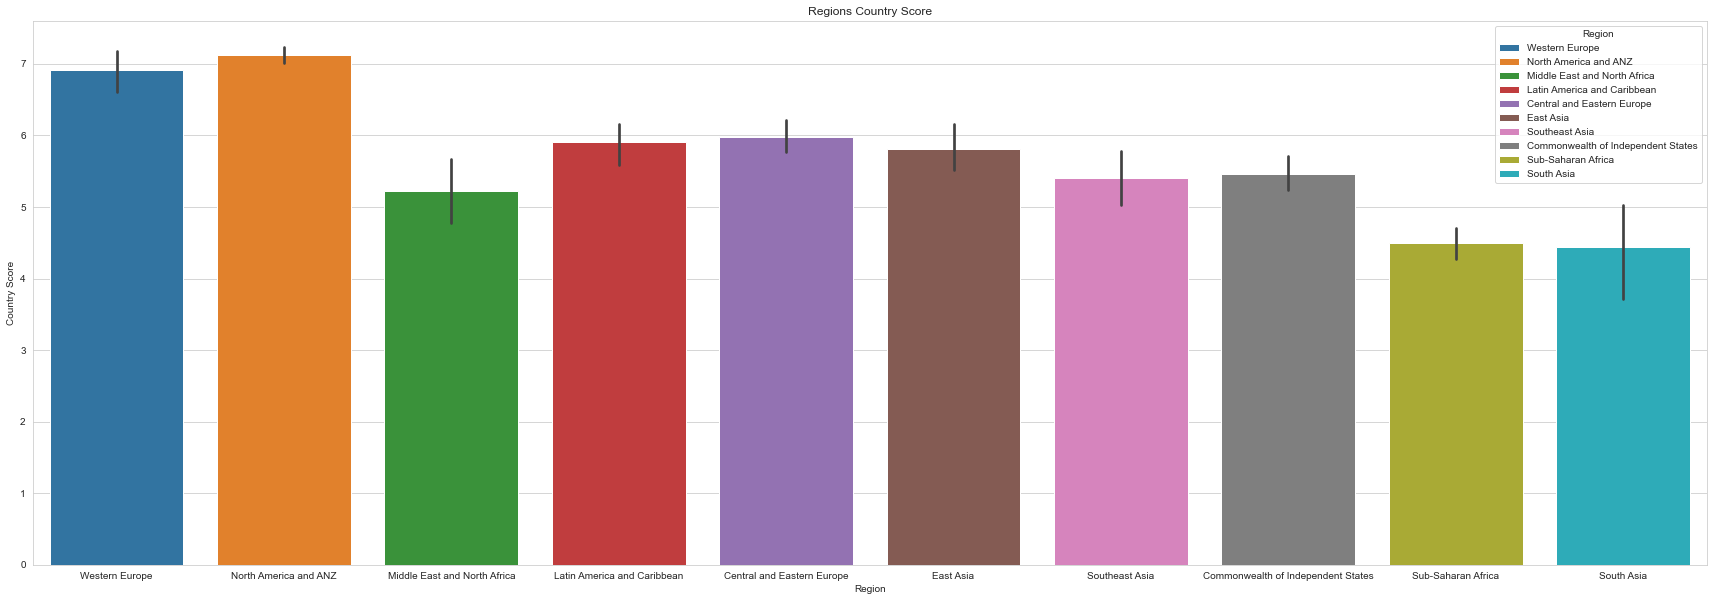 Regions Country Score
Country Score
7
6
5
4
3
2
1
0
Region
Western Europe
North America and ANZ
Middle East and North Africa
Latin America and Caribbean
Central and Eastern Europe
East Asia
Southeast Asia
Commonwealth of Independent States
Sub-Saharan Africa
South Asia
Western Europe North America and ANZ Middle East and North Africa Latin America and Caribbean Central and Eastern Europe East Asia Southeast Asia Commonwealth of Independent States Sub-Saharan Africa South Asia
Region